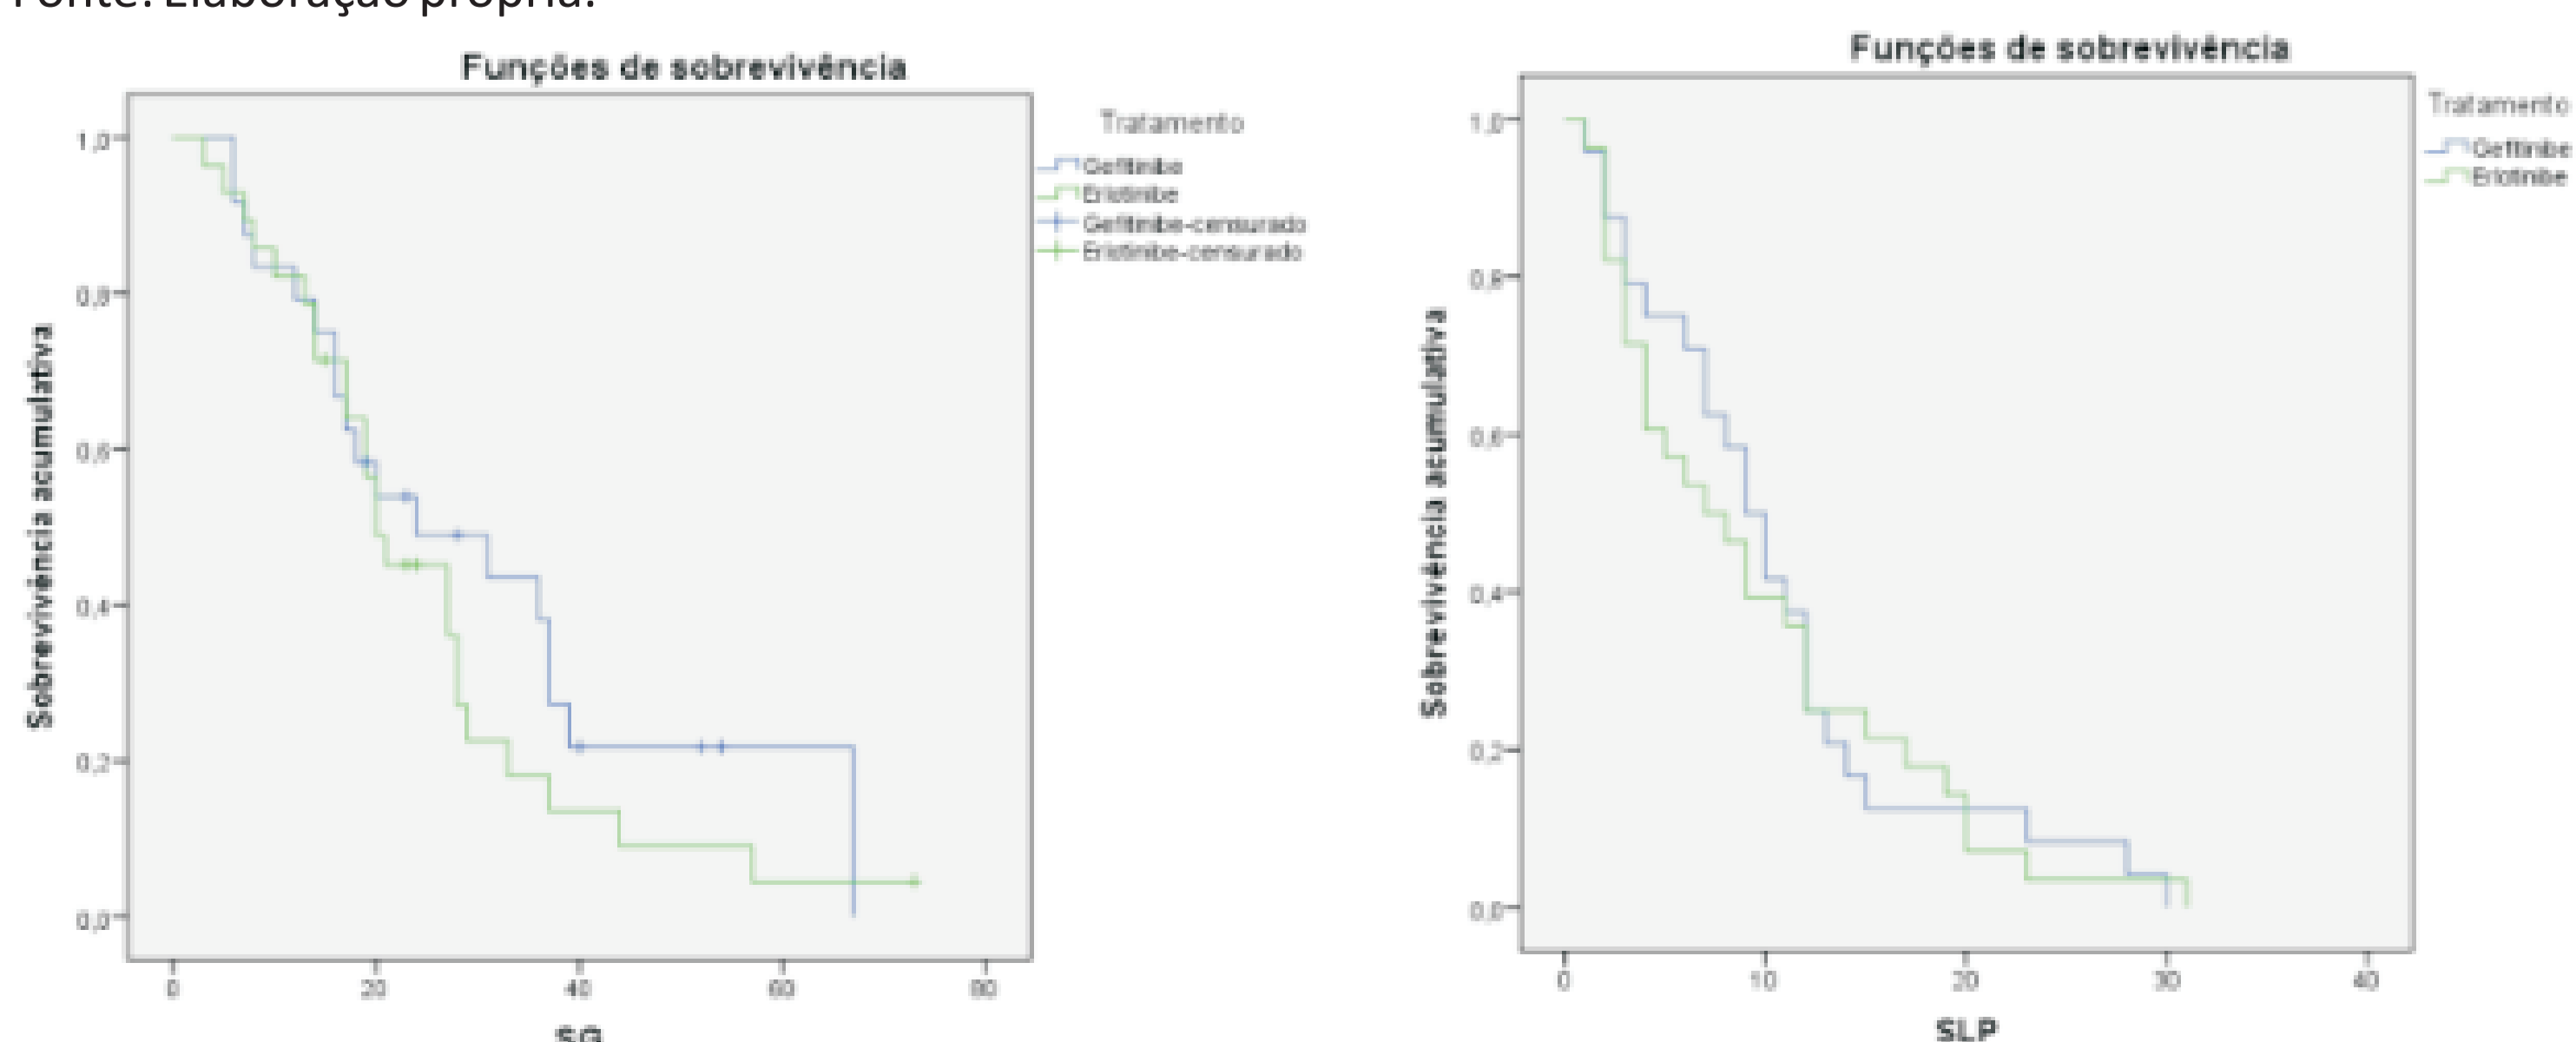 Fonte: Elaboração própria.
Funções de sobrevivência
Sobrevivência acumulativa
1,0
0,8
0,6
0,4
0,2
0,0
0
20
40
60
80
SG
Tratamento
Gefitinibe
Erlotinibe
Gefitinibe-censurado
Erlotinibe-censurado
Funções de sobrevivência
Sobrevivência acumulativa
1,0
0,8
0,6
0,4
0,2
0,0
0
10
20
30
40
SLP
Tratamento
Gefitinibe
Erlotinibe